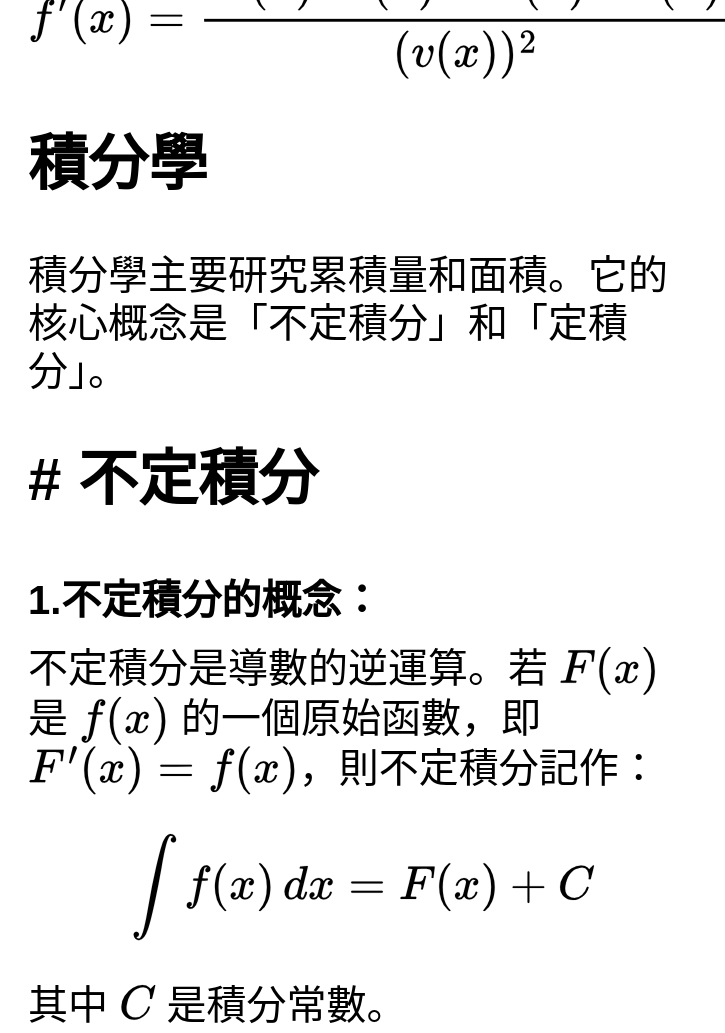 f′(x) =
(v(x))²
積分學
積分學主要研究累積量和面積。它的
核心概念是「不定積分」和「定積
分」。
# 不定積分
1.不定積分的概念：
不定積分是導數的逆運算。若 F(x)
是 f(x) 的一個原始函數，即
F′(x) = f(x)，則不定積分記作：
∫ f(x) dx = F(x) + C
其中 C 是積分常數。